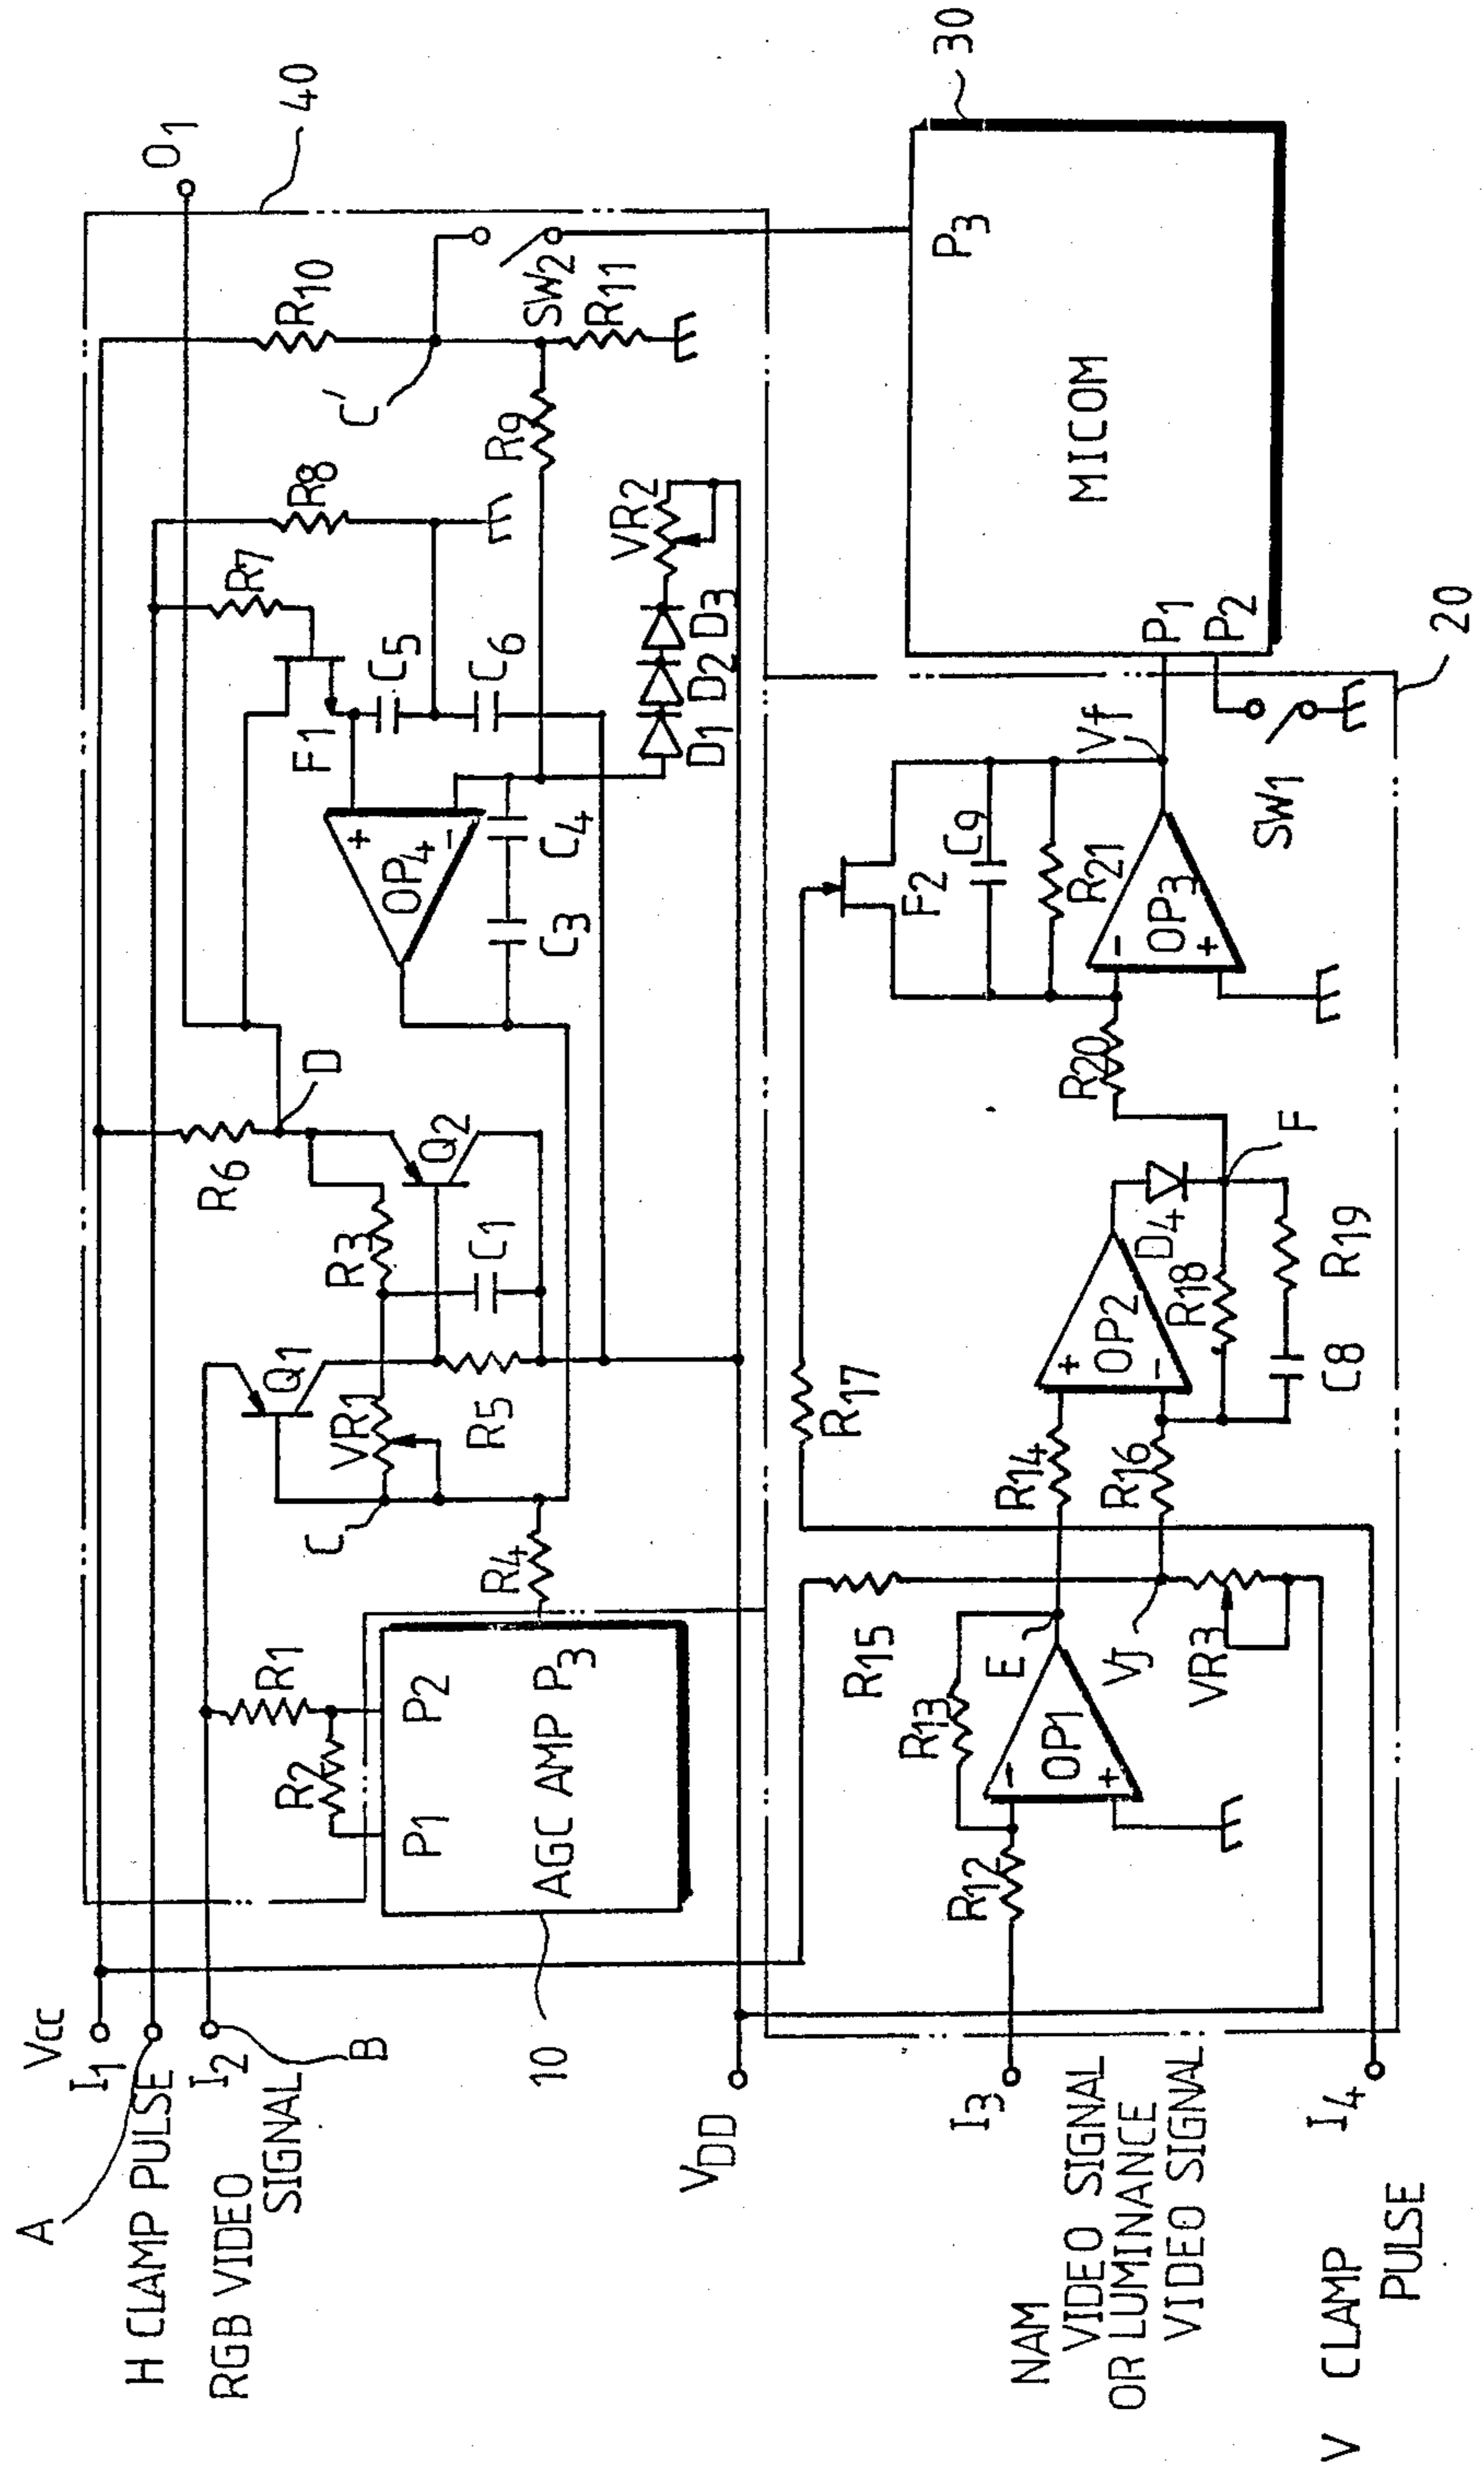 A
Vcc
I1
H CLAMP PULSE
I2
RGB VIDEO
SIGNAL
B
10
AGC AMP P3
P1
P2
R2
R1
R4
C
Q1
VR1
R5
R3
C1
Q2
R6
D
OP4
+
−
C3
C4
F1
C5
C6
R7
R8
R9
C'
R10
R11
SW2
O1
40
D1
D2
D3
VR2
VDD
MICOM
P3
P1
P2
30
I3
NAM
VIDEO SIGNAL
OR LUMINANCE
VIDEO SIGNAL
I4
V CLAMP
PULSE
R12
R13
OP1
−
+
E
R15
VJ
VR3
R14
R16
R17
OP2
+
−
R18
D4
C8
R19
F
R20
OP3
−
+
F2
C9
R21
Vf
SW1
20